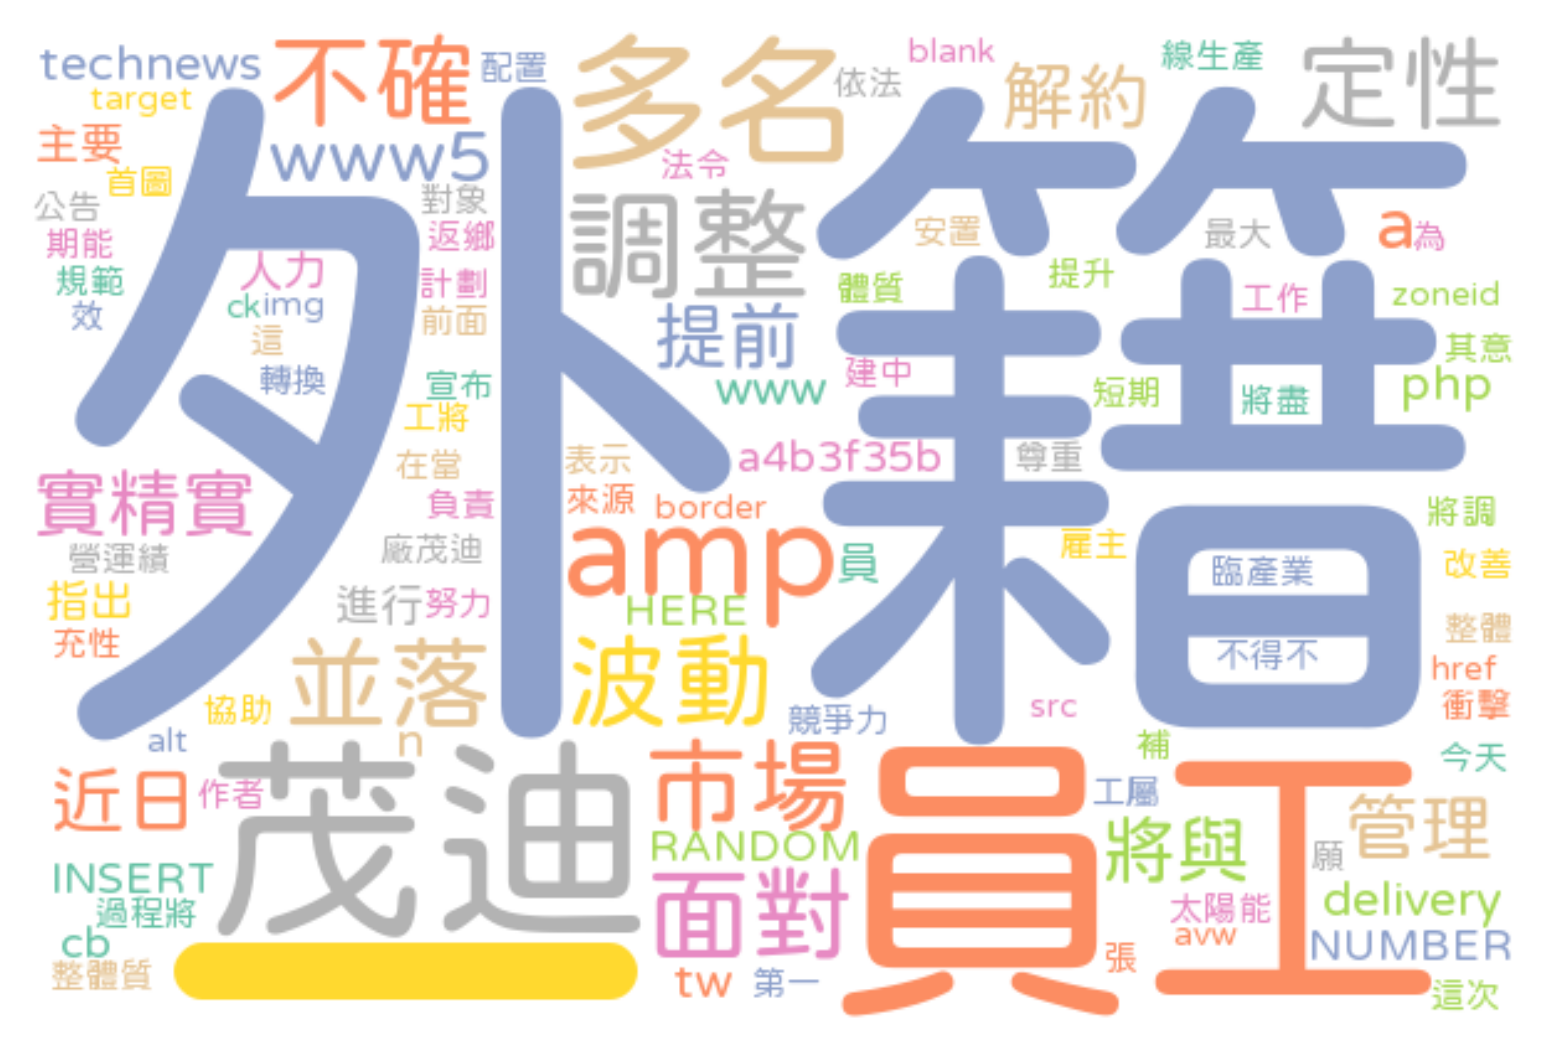 technews
不確
配置
多名
依法
blank
解約
線生產
定性
target
主要
www5
法令
首圖
公告
對象
調整
安置
最大
a
為
期能
返鄉
人力
規範
計劃
體質
提升
工作
zoneid
ck
img
效
前面
提前
這
其意
轉換
宣布
www
建中
短期
將盡
php
工將
外籍
在當
表示
a4b3f35b
尊重
實精實
負責
來源
border
將調
營運績
廠茂迪
amp
員
雇主
臨產業
改善
指出
進行
努力
HERE
充性
整體
並落
波動
不得不
href
協助
競爭力
src
衝擊
alt
n
補
今天
近日
作者
茂迪
市場
員工
工屬
管理
RANDOM
將與
願
INSERT
面對
delivery
過程將
太陽能
cb
avw
NUMBER
整體質
tw
第一
張
這次
一